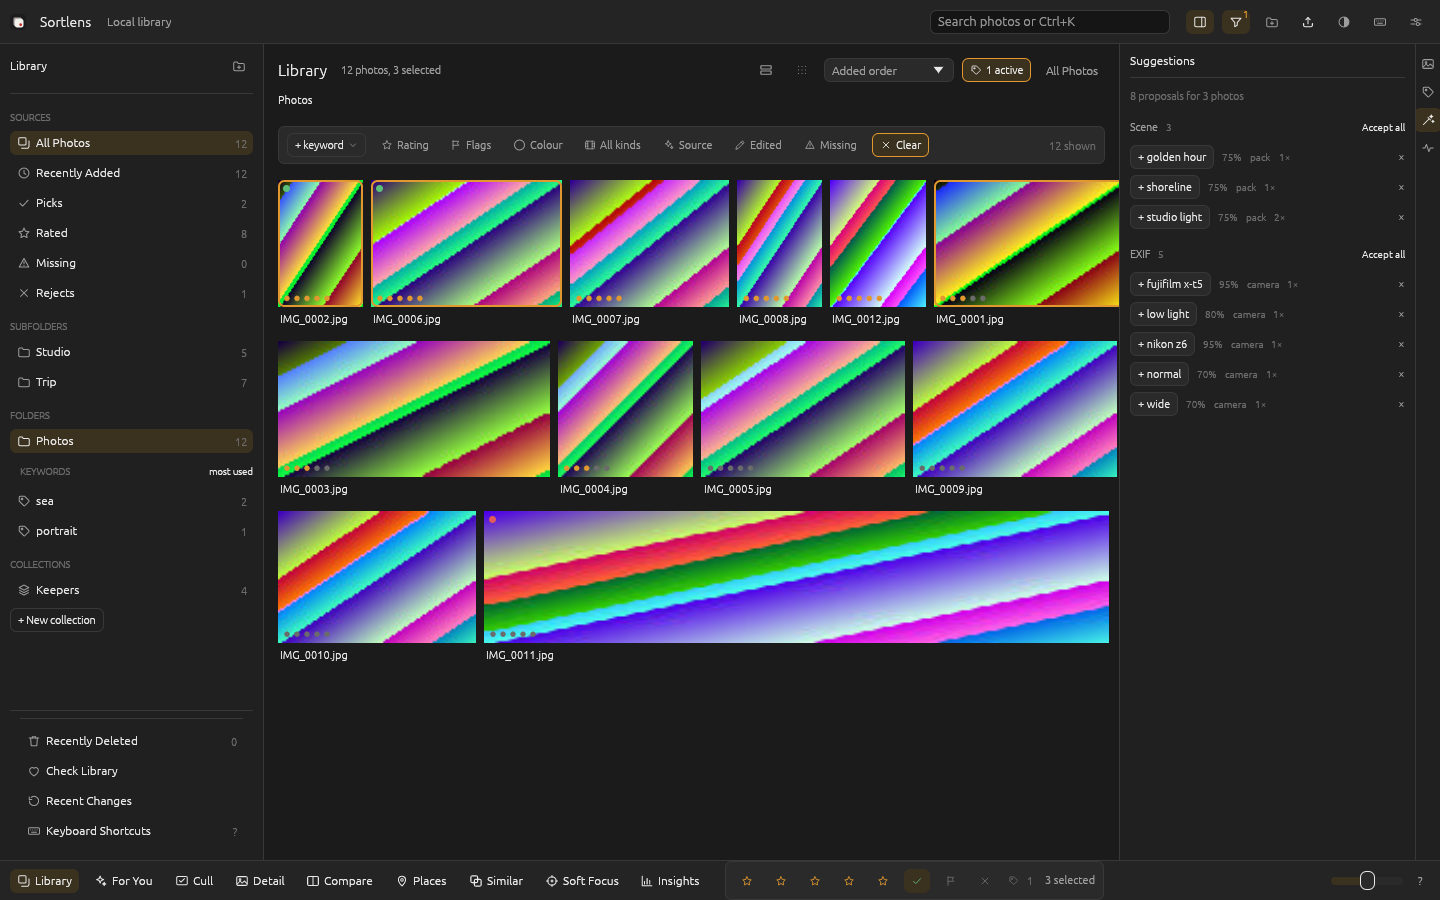 Sortlens Local library Search photos or Ctrl+K 1
Library
SOURCES
All Photos 12
Recently Added 12
Picks 2
Rated 8
Missing 0
Rejects 1
SUBFOLDERS
Studio 5
Trip 7
FOLDERS
Photos 12
KEYWORDS most used
sea 2
portrait 1
COLLECTIONS
Keepers 4
+ New collection
Recently Deleted 0
Check Library
Recent Changes
Keyboard Shortcuts ?
Library 12 photos, 3 selected Added order 1 active All Photos
Photos
+ keyword Rating Flags Colour All kinds Source Edited Missing Clear 12 shown
IMG_0002.jpg IMG_0006.jpg IMG_0007.jpg IMG_0008.jpg IMG_0012.jpg IMG_0001.jpg
IMG_0003.jpg IMG_0004.jpg IMG_0005.jpg IMG_0009.jpg
IMG_0010.jpg IMG_0011.jpg
Suggestions
8 proposals for 3 photos
Scene 3 Accept all
+ golden hour 75% pack 1× ×
+ shoreline 75% pack 1× ×
+ studio light 75% pack 2× ×
EXIF 5 Accept all
+ fujifilm x-t5 95% camera 1× ×
+ low light 80% camera 1× ×
+ nikon z6 95% camera 1× ×
+ normal 70% camera 1× ×
+ wide 70% camera 1× ×
Library For You Cull Detail Compare Places Similar Soft Focus Insights 1 3 selected ?